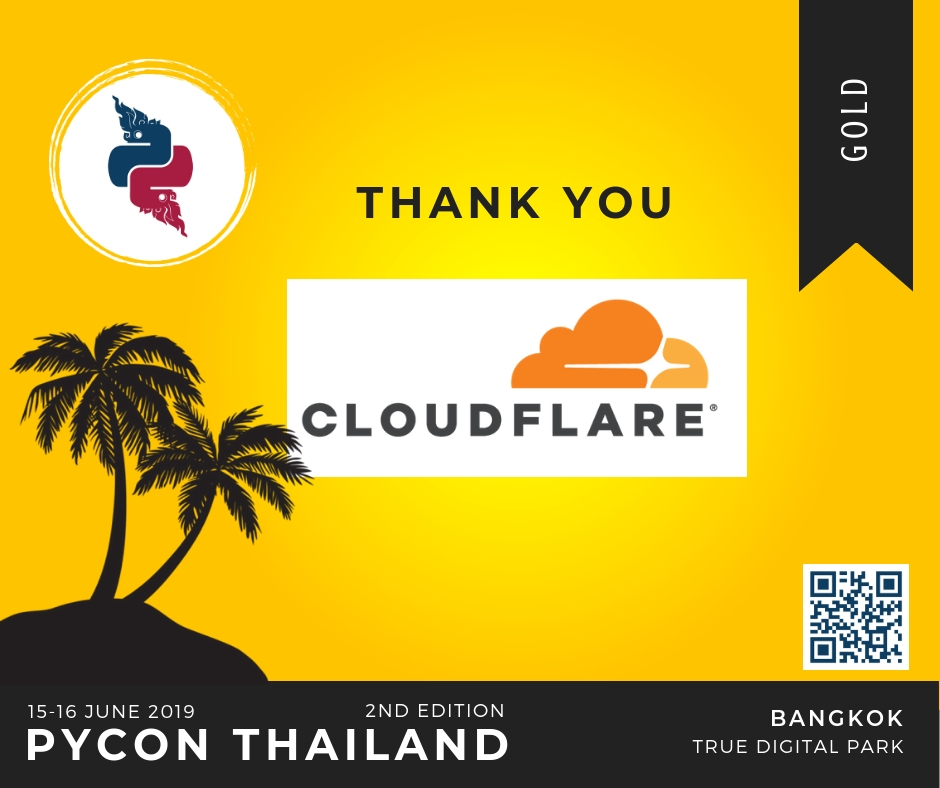 GOLD
THANK YOU
CLOUDFLARE®
15-16 JUNE 2019
2ND EDITION
PYCON THAILAND
BANGKOK
TRUE DIGITAL PARK